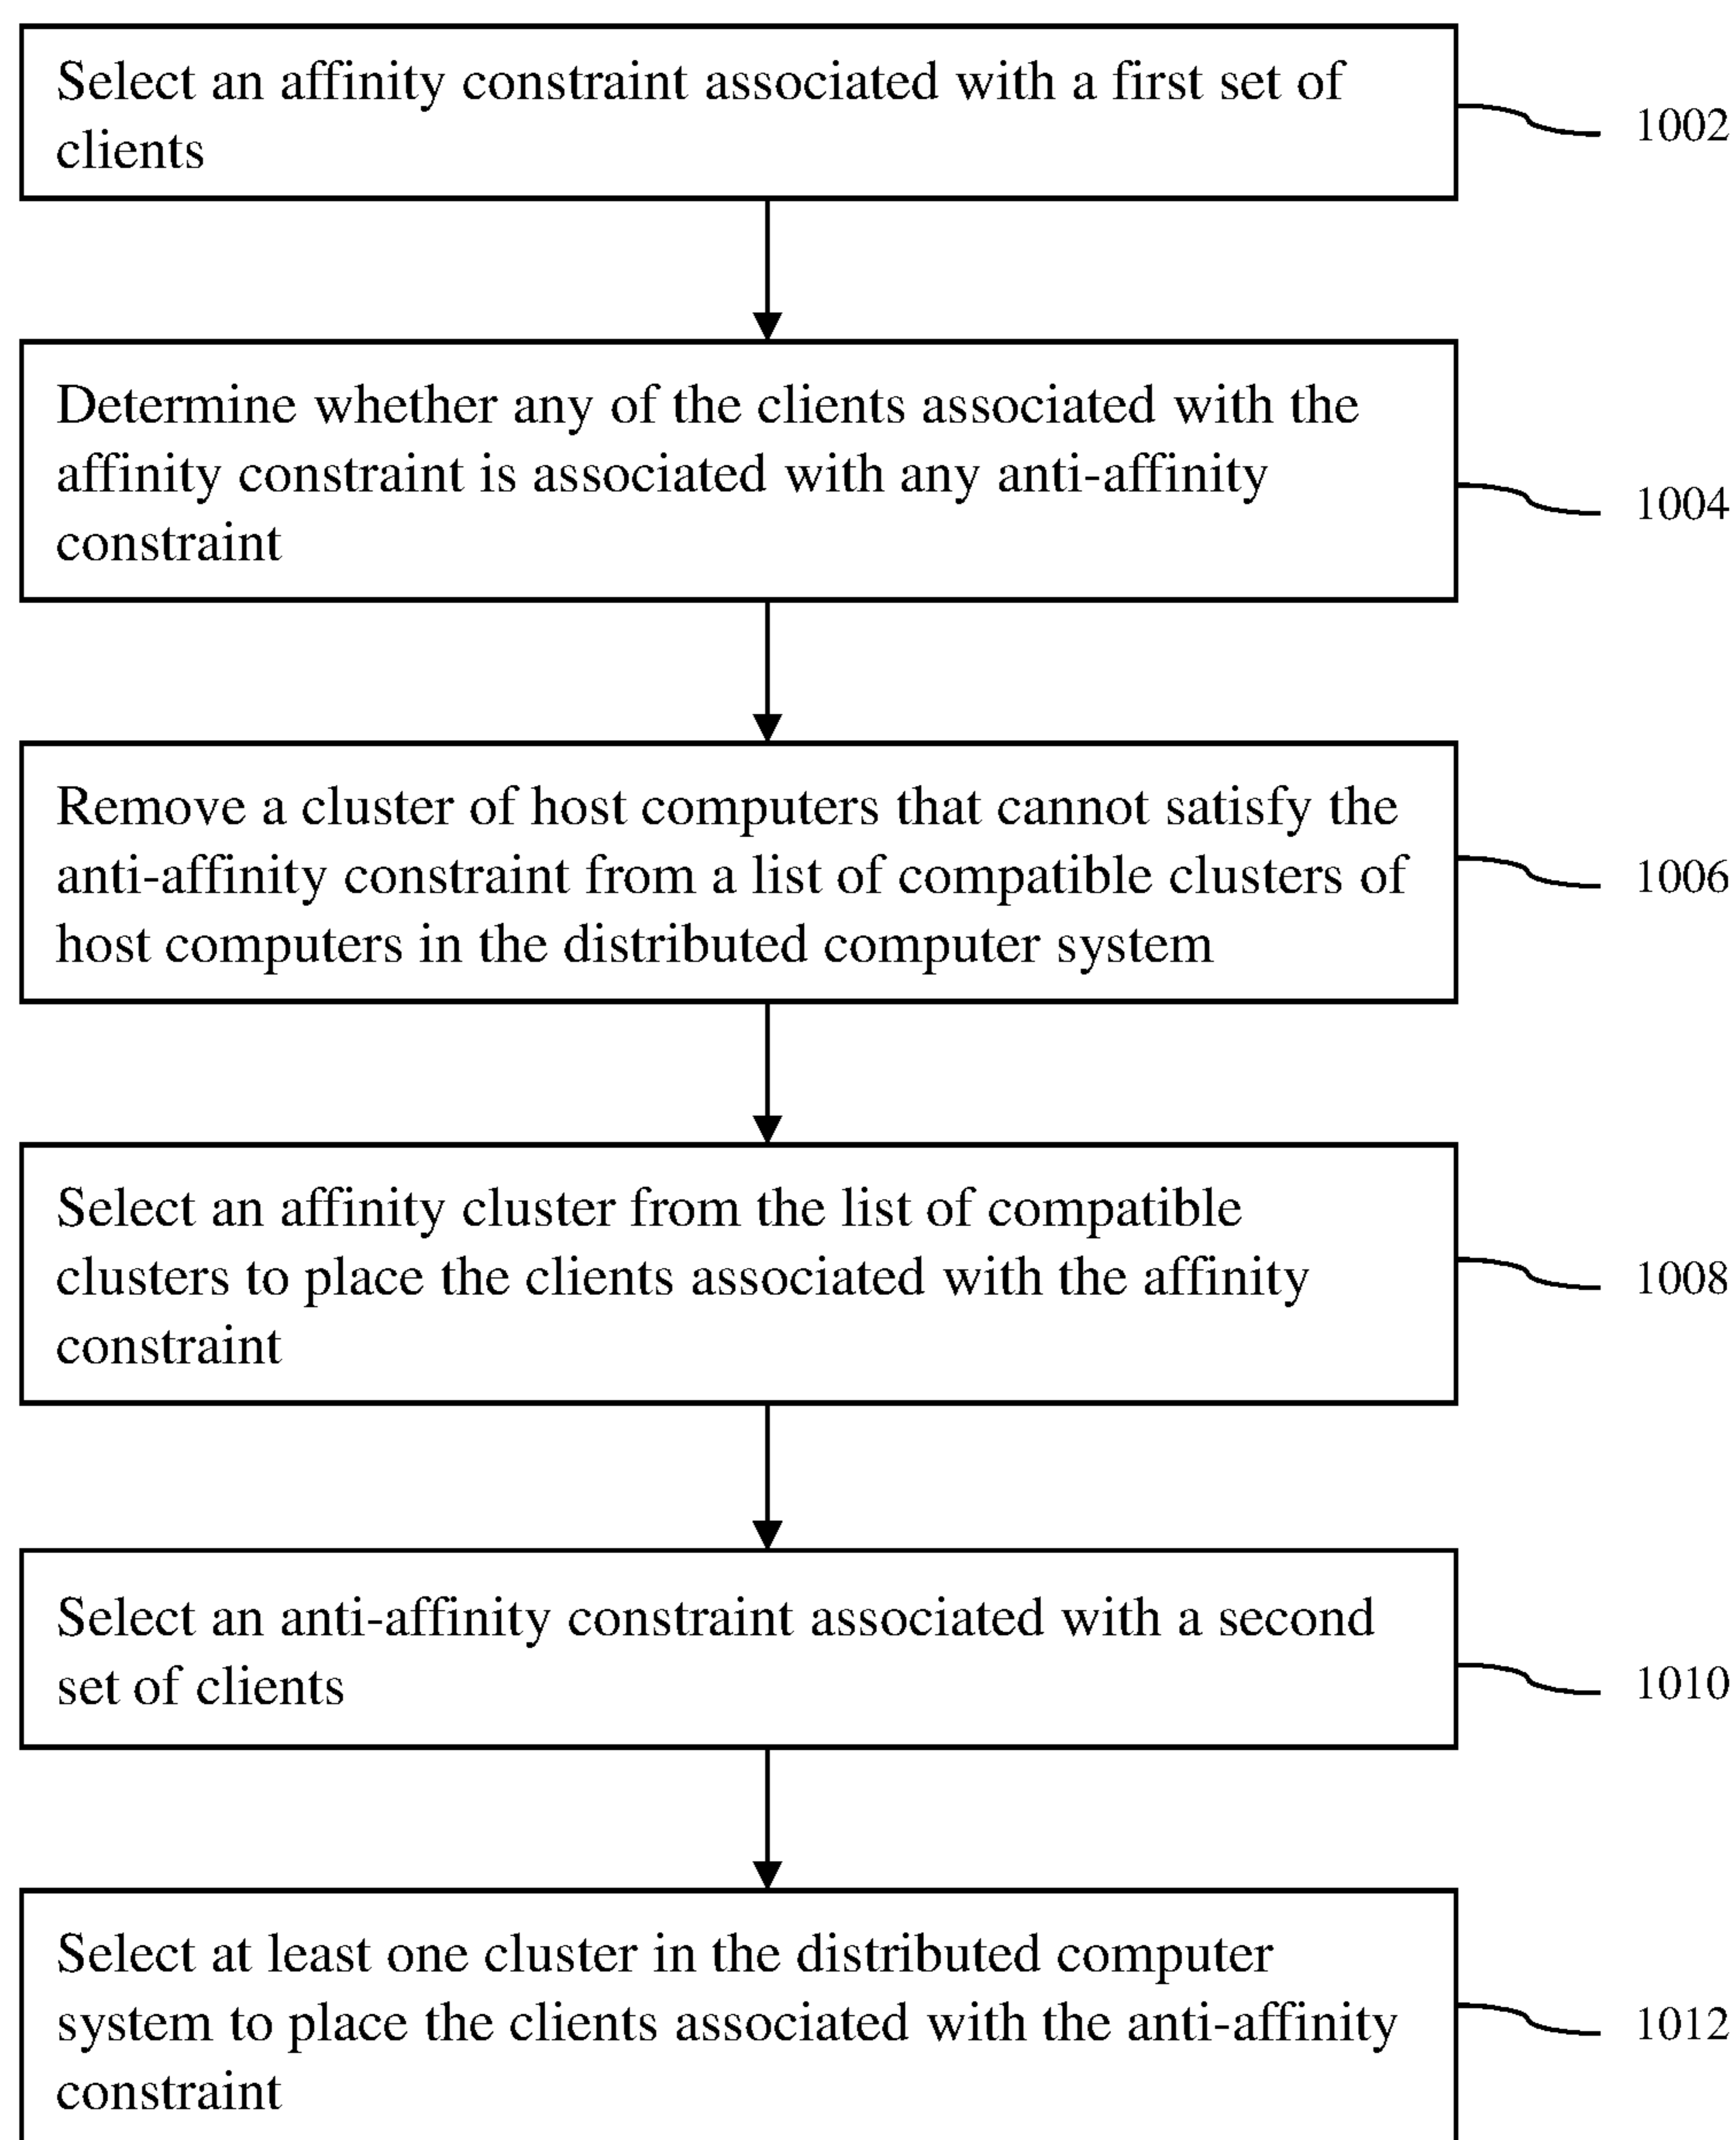 Select an affinity constraint associated with a first set of
clients
1002
Determine whether any of the clients associated with the
affinity constraint is associated with any anti-affinity
constraint
1004
Remove a cluster of host computers that cannot satisfy the
anti-affinity constraint from a list of compatible clusters of
host computers in the distributed computer system
1006
Select an affinity cluster from the list of compatible
clusters to place the clients associated with the affinity
constraint
1008
Select an anti-affinity constraint associated with a second
set of clients
1010
Select at least one cluster in the distributed computer
system to place the clients associated with the anti-affinity
constraint
1012